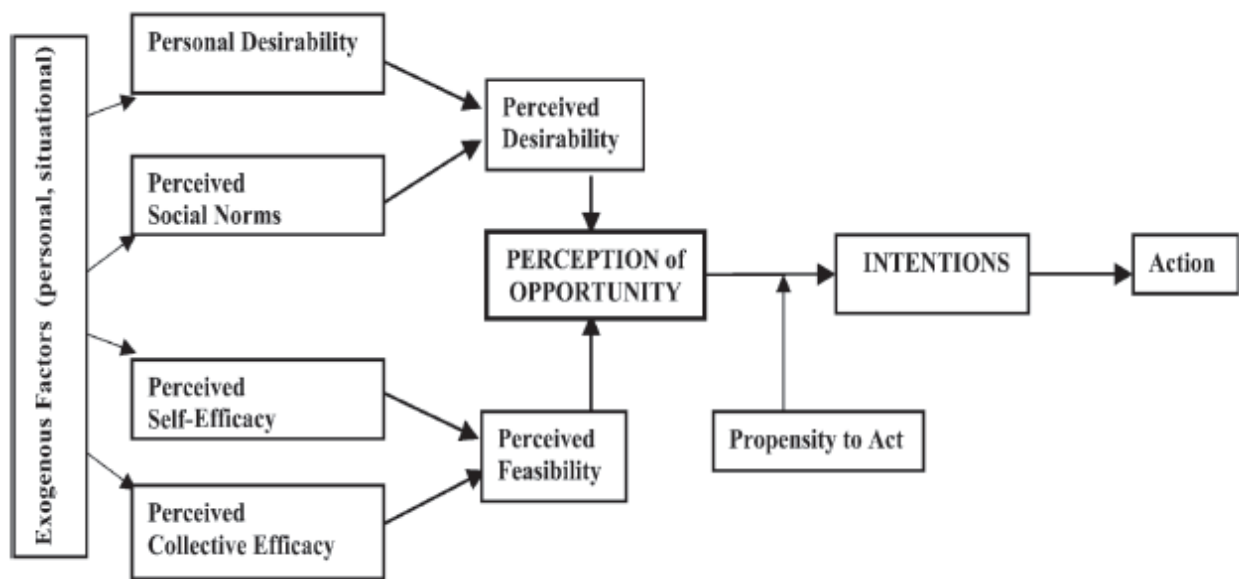 Exogenous Factors (personal, situational)
Personal Desirability
Perceived
Social Norms
Perceived
Self-Efficacy
Perceived
Collective Efficacy
Perceived
Desirability
Perceived
Feasibility
PERCEPTION of
OPPORTUNITY
Propensity to Act
INTENTIONS
Action